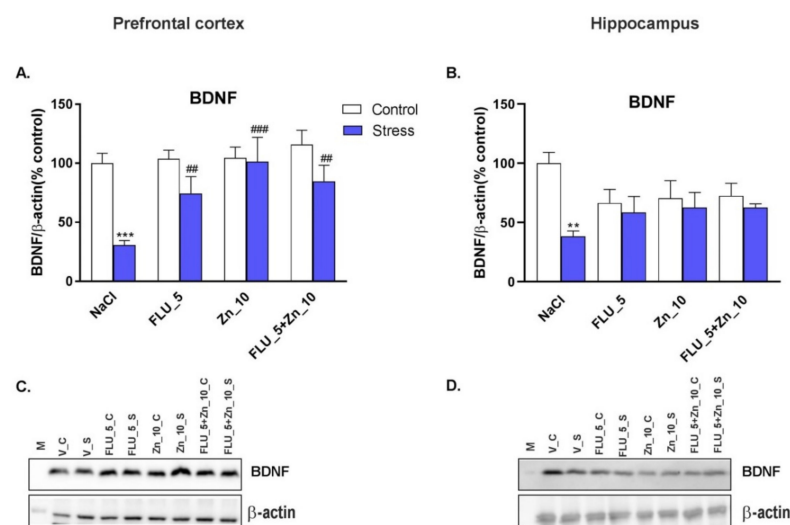 Prefrontal cortex
Hippocampus
A.
BDNF
BDNF/β-actin(% control)
150
100
50
0
***
##
###
##
NaCl
FLU_5
Zn_10
FLU_5+Zn_10
Control
Stress
B.
BDNF
BDNF/β-actin(% control)
150
100
50
0
**
NaCl
FLU_5
Zn_10
FLU_5+Zn_10
C.
M
V_C
V_S
FLU_5_C
FLU_5_S
Zn_10_C
Zn_10_S
FLU_5+Zn_10_C
FLU_5+Zn_10_S
BDNF
β-actin
D.
M
V_C
V_S
FLU_5_C
FLU_5_S
Zn_10_C
Zn_10_S
FLU_5+Zn_10_C
FLU_5+Zn_10_S
BDNF
β-actin